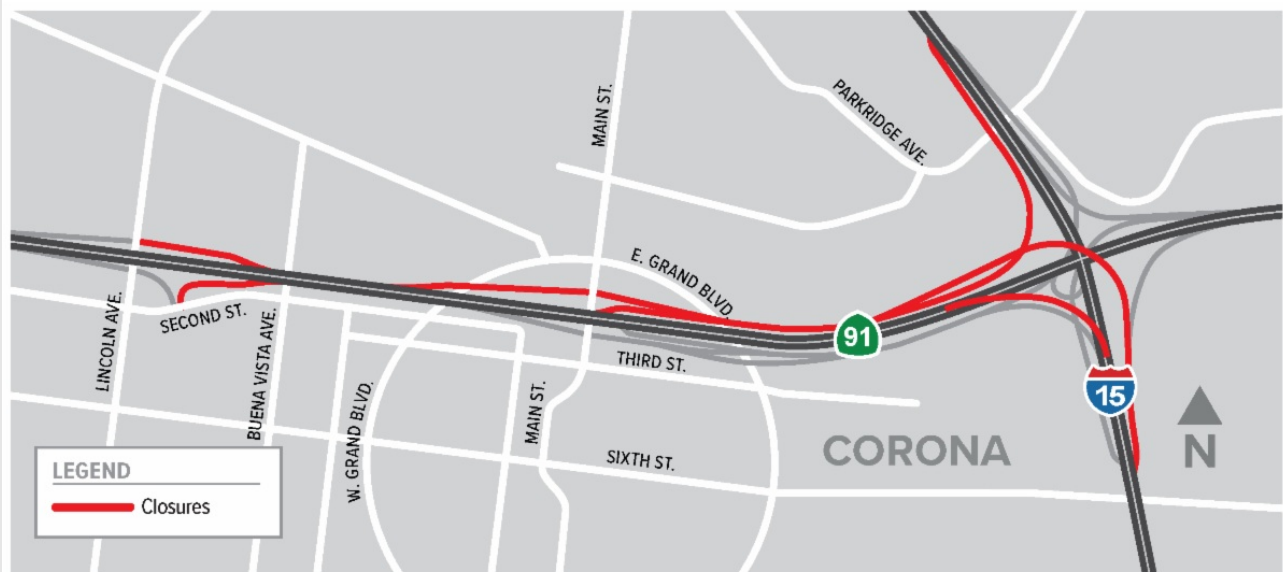 MAIN ST.
PARKRIDGE AVE.
E. GRAND BLVD.
LINCOLN AVE.
SECOND ST.
BUENA VISTA AVE.
91
THIRD ST.
W. GRAND BLVD.
MAIN ST.
15
SIXTH ST.
CORONA
N
LEGEND
Closures